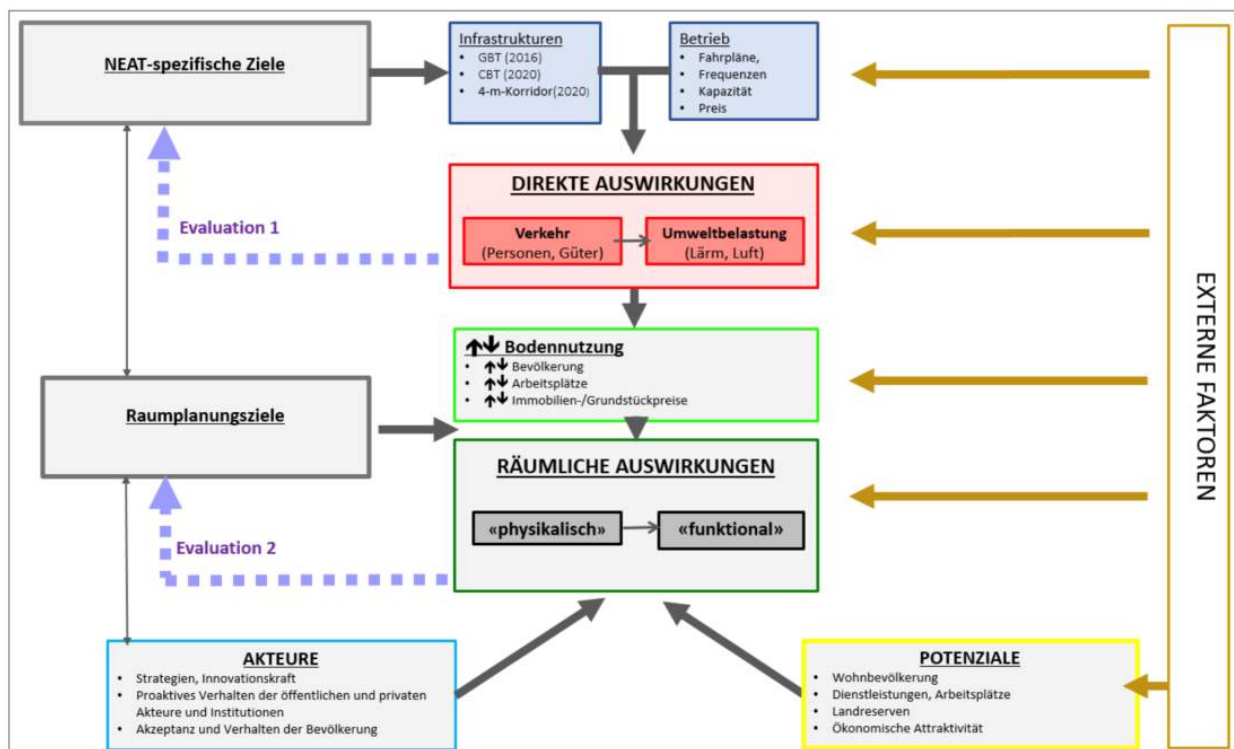 NEAT-spezifische Ziele
Infrastrukturen
• GBT (2016)
• CBT (2020)
• 4-m-Korridor(2020)
Betrieb
• Fahrpläne,
• Frequenzen
• Kapazität
• Preis
DIREKTE AUSWIRKUNGEN
Verkehr
(Personen, Güter)
Umweltbelastung
(Lärm, Luft)
Evaluation 1
Bodennutzung
• Bevölkerung
• Arbeitsplätze
• Immobilien-/Grundstückpreise
Raumplanungsziele
RÄUMLICHE AUSWIRKUNGEN
«physikalisch»
«funktional»
Evaluation 2
AKTEURE
• Strategien, Innovationskraft
• Proaktives Verhalten der öffentlichen und privaten
Akteure und Institutionen
• Akzeptanz und Verhalten der Bevölkerung
POTENZIALE
• Wohnbevölkerung
• Dienstleistungen, Arbeitsplätze
• Landreserven
• Ökonomische Attraktivität
EXTERNE FAKTOREN